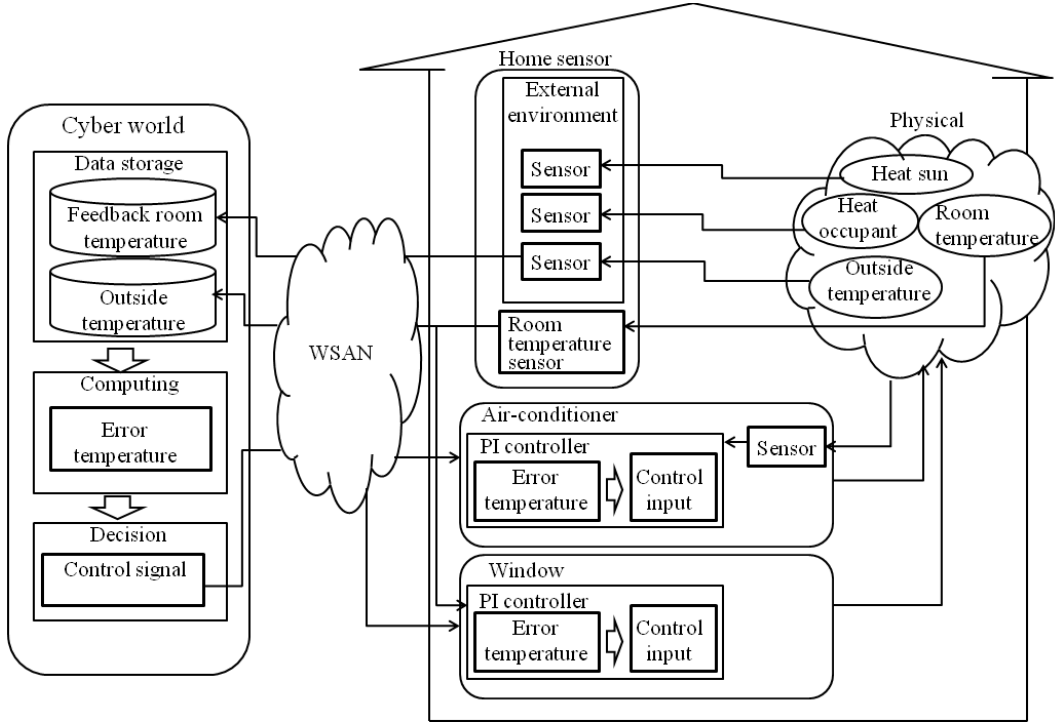 Cyber world
Data storage
Feedback room
temperature
Outside
temperature
Computing
Error
temperature
Decision
Control signal
WSAN
Home sensor
External
environment
Sensor
Sensor
Sensor
Room
temperature
sensor
Physical
Heat sun
Heat
occupant
Room
temperature
Outside
temperature
Air-conditioner
PI controller
Error
temperature
Control
input
Sensor
Window
PI controller
Error
temperature
Control
input